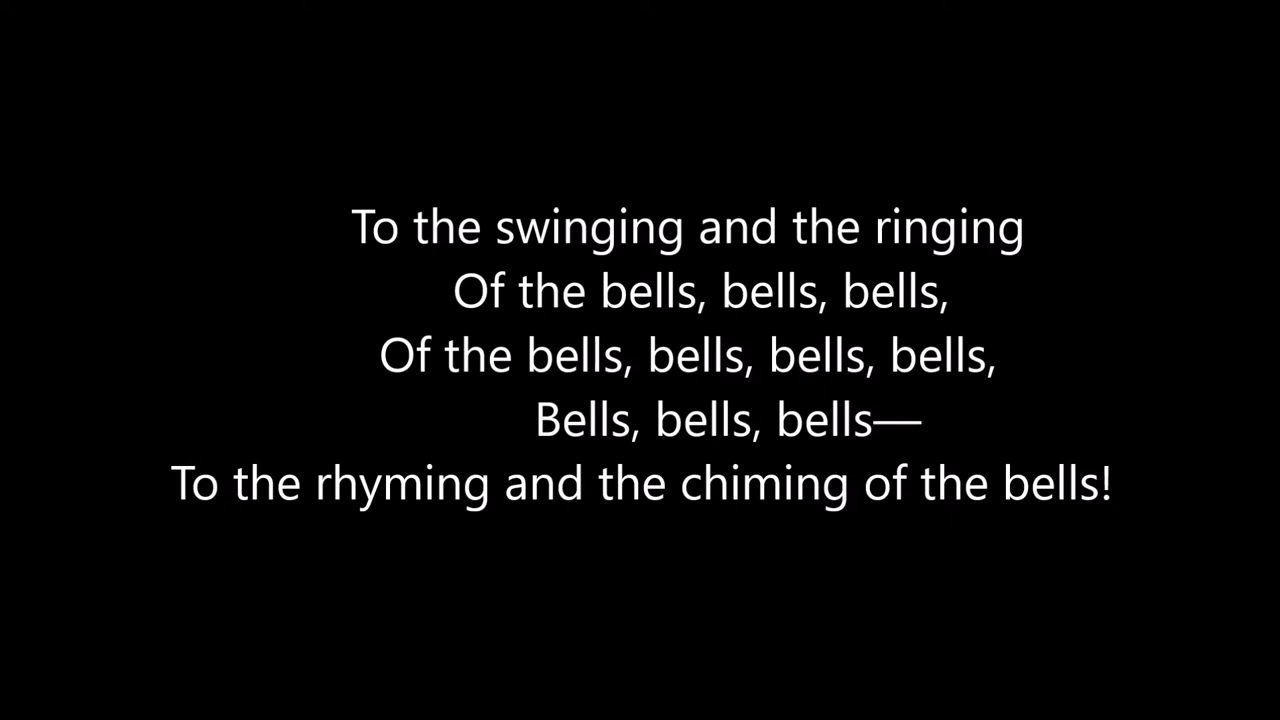 To the swinging and the ringing
Of the bells, bells, bells,
Of the bells, bells, bells, bells,
Bells, bells, bells—
To the rhyming and the chiming of the bells!